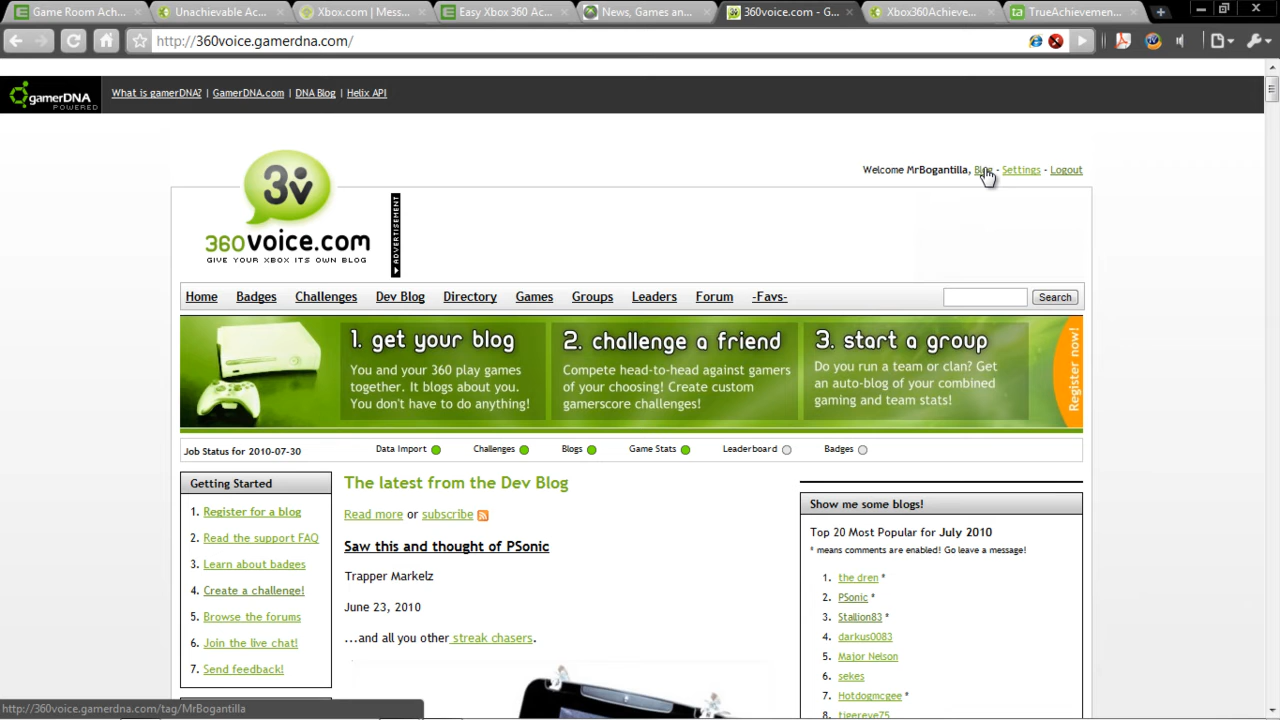 Game Room Ach
Unachievable Ac
Xbox.com | Mess
Easy Xbox 360 Ac
News, Games an
360voice.com - G
Xbox360Achieve
TrueAchievemen
http://360voice.gamerdna.com/
gamerDNA
POWERED
What is gamerDNA? | GamerDNA.com | DNA Blog | Helix API
Welcome MrBogantilla, Blog - Settings - Logout
3v
360voice.com
GIVE YOUR XBOX ITS OWN BLOG
ADVERTISEMENT
Home Badges Challenges Dev Blog Directory Games Groups Leaders Forum -Favs- Search
1. get your blog
You and your 360 play games
together. It blogs about you.
You don't have to do anything!
2. challenge a friend
Compete head-to-head against gamers
of your choosing! Create custom
gamerscore challenges!
3. start a group
Do you run a team or clan? Get
an auto-blog of your combined
gaming and team stats!
Register now!
Job Status for 2010-07-30 Data Import Challenges Blogs Game Stats Leaderboard Badges
Getting Started
1. Register for a blog
2. Read the support FAQ
3. Learn about badges
4. Create a challenge!
5. Browse the forums
6. Join the live chat!
7. Send feedback!
The latest from the Dev Blog
Read more or subscribe
Saw this and thought of PSonic
Trapper Markelz
June 23, 2010
...and all you other streak chasers.
Show me some blogs!
Top 20 Most Popular for July 2010
* means comments are enabled! Go leave a message!
1. the dren *
2. PSonic *
3. Stallion83 *
4. darkus0083
5. Major Nelson
6. sekes
7. Hotdogmcgee *
8. tigereye75
http://360voice.gamerdna.com/tag/MrBogantilla